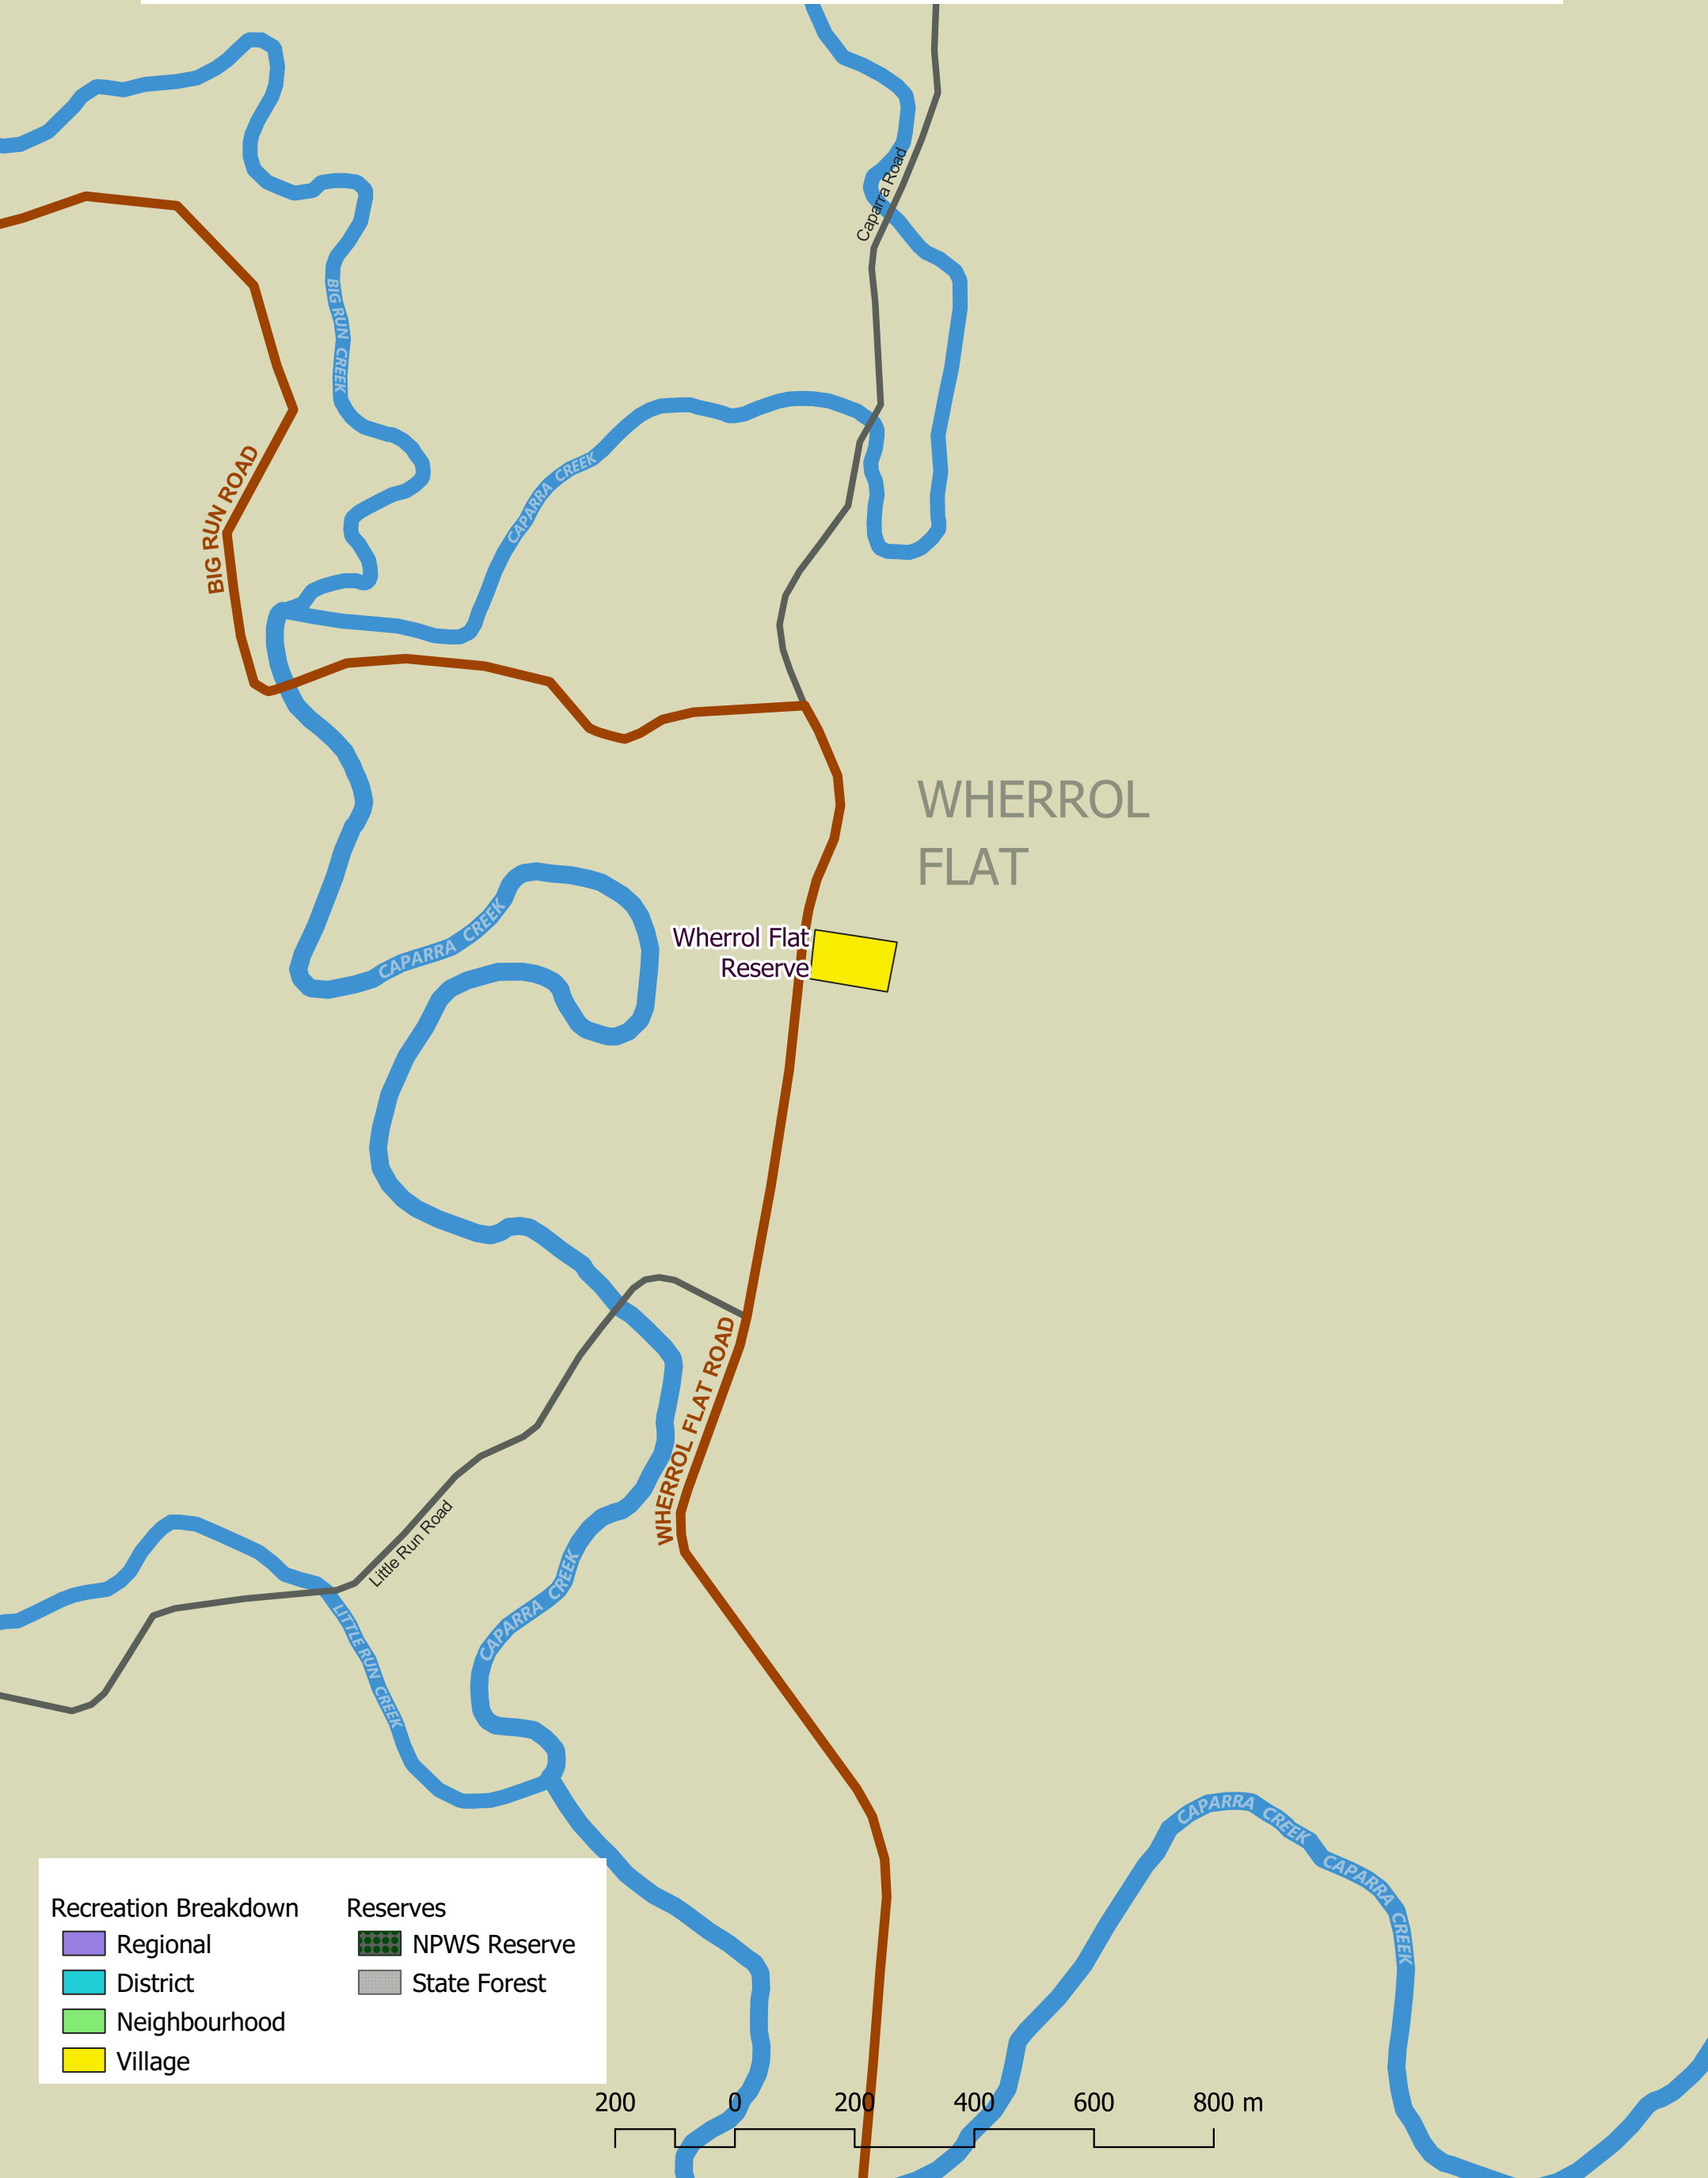 Caparra Road
BIG RUN CREEK
BIG RUN ROAD
CAPARRA CREEK
WHERROL
FLAT
Wherrol Flat
Reserve
CAPARRA CREEK
WHERROL FLAT ROAD
Little Run Road
CAPARRA CREEK
LITTLE RUN CREEK
CAPARRA CREEK
CAPARRA CREEK
Recreation Breakdown
Regional
District
Neighbourhood
Village
Reserves
NPWS Reserve
State Forest
200 0 200 400 600 800 m